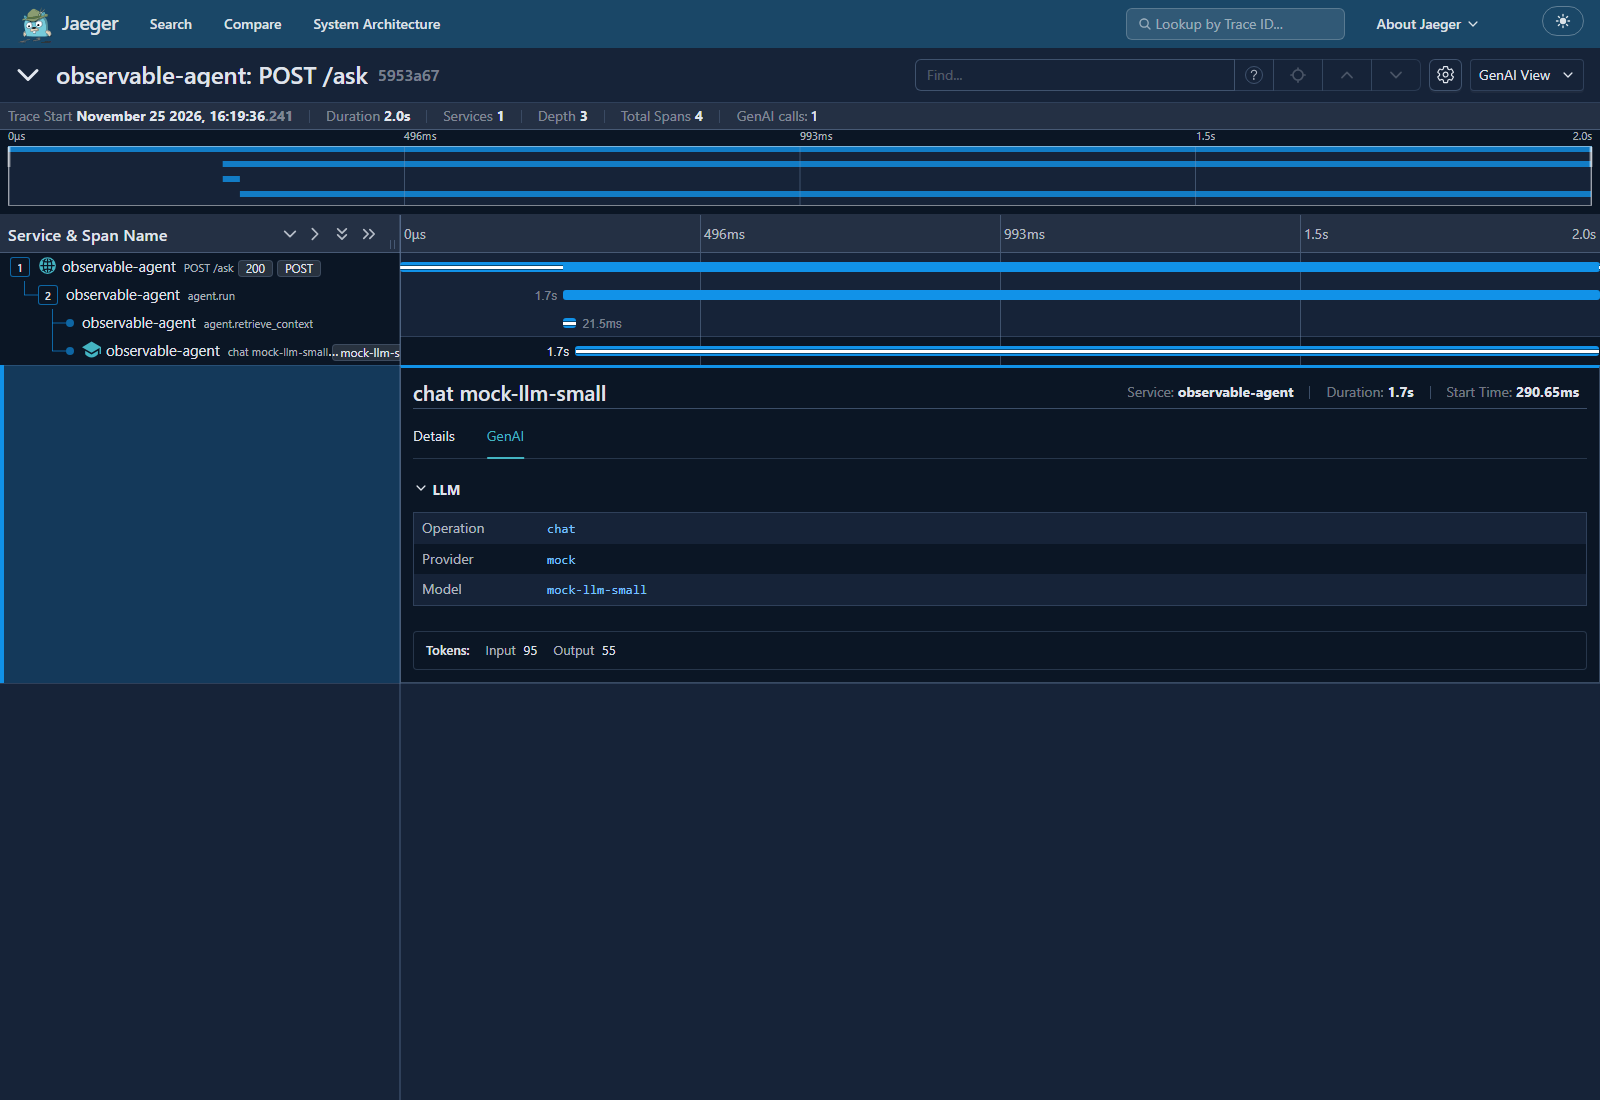 Jaeger Search Compare System Architecture Lookup by Trace ID... About Jaeger
observable-agent: POST /ask 5953a67 Find... ? GenAI View
Trace Start November 25 2026, 16:19:36.241 Duration 2.0s Services 1 Depth 3 Total Spans 4 GenAI calls: 1
0μs 496ms 993ms 1.5s 2.0s
Service & Span Name 0μs 496ms 993ms 1.5s 2.0s
1 observable-agent POST /ask 200 POST
2 observable-agent agent.run 1.7s
observable-agent agent.retrieve_context 21.5ms
observable-agent chat mock-llm-small... mock-llm-s 1.7s
chat mock-llm-small Service: observable-agent Duration: 1.7s Start Time: 290.65ms
Details GenAI
LLM
Operation chat
Provider mock
Model mock-llm-small
Tokens: Input 95 Output 55